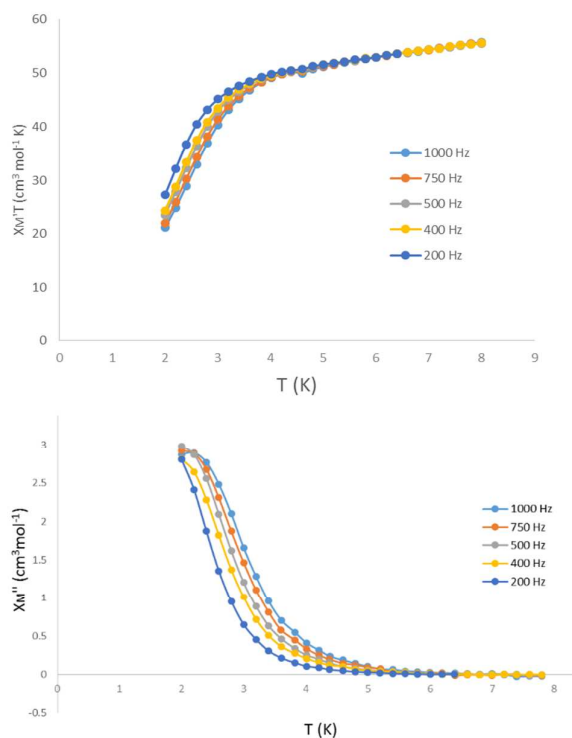 60
50
40
30
20
10
0
0 1 2 3 4 5 6 7 8 9
XM'T (cm³ mol⁻¹ K)
T (K)
1000 Hz
750 Hz
500 Hz
400 Hz
200 Hz
3
2.5
2
1.5
1
0.5
0
-0.5
0 1 2 3 4 5 6 7 8
XM'' (cm³mol⁻¹)
T (K)
1000 Hz
750 Hz
500 Hz
400 Hz
200 Hz